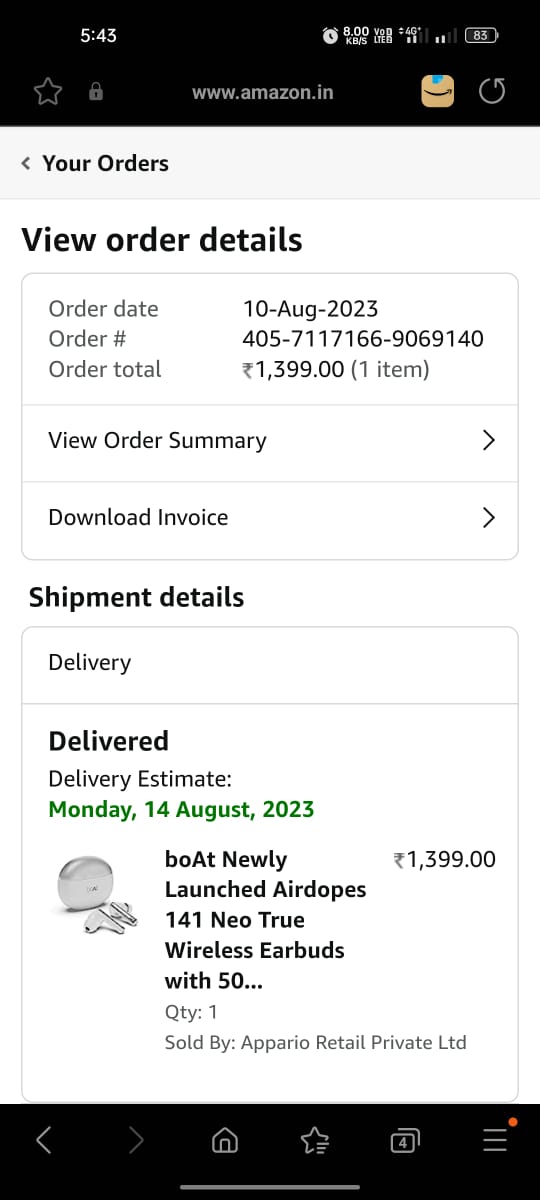 5:43
8.00 KB/S VoD LTE 4G+ 83
www.amazon.in
Your Orders
View order details
Order date 10-Aug-2023
Order # 405-7117166-9069140
Order total ₹1,399.00 (1 item)
View Order Summary
Download Invoice
Shipment details
Delivery
Delivered
Delivery Estimate:
Monday, 14 August, 2023
boAt Newly ₹1,399.00
Launched Airdopes
141 Neo True
Wireless Earbuds
with 50...
Qty: 1
Sold By: Appario Retail Private Ltd
4